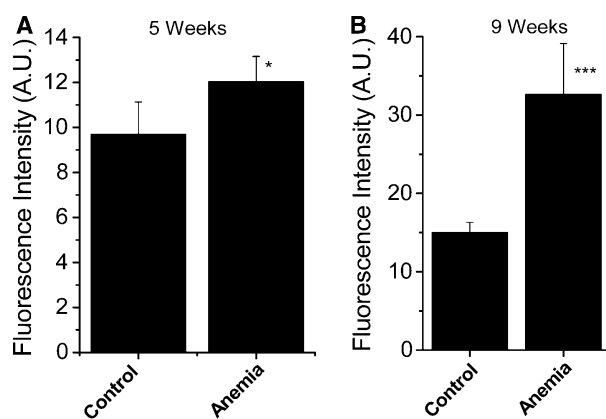 A
5 Weeks
Fluorescence Intensity (A.U.)
14
12
10
8
6
4
2
0
*
Control
Anemia
B
9 Weeks
Fluorescence Intensity (A.U.)
40
30
20
10
0
***
Control
Anemia